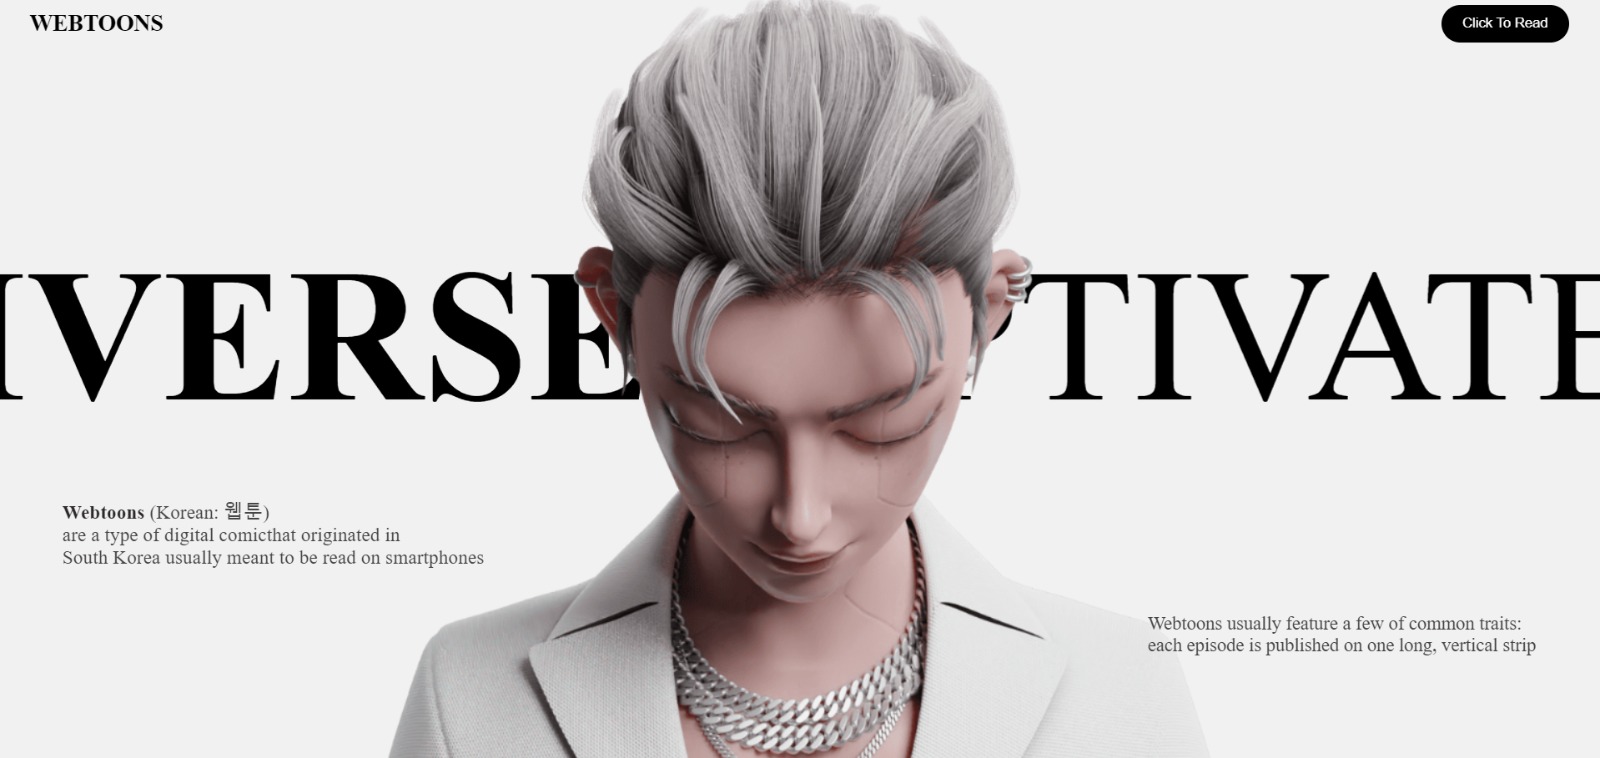 WEBTOONS
Click To Read
IVERSE PTIVATE
Webtoons (Korean: 웹툰)
are a type of digital comicthat originated in
South Korea usually meant to be read on smartphones
Webtoons usually feature a few of common traits:
each episode is published on one long, vertical strip